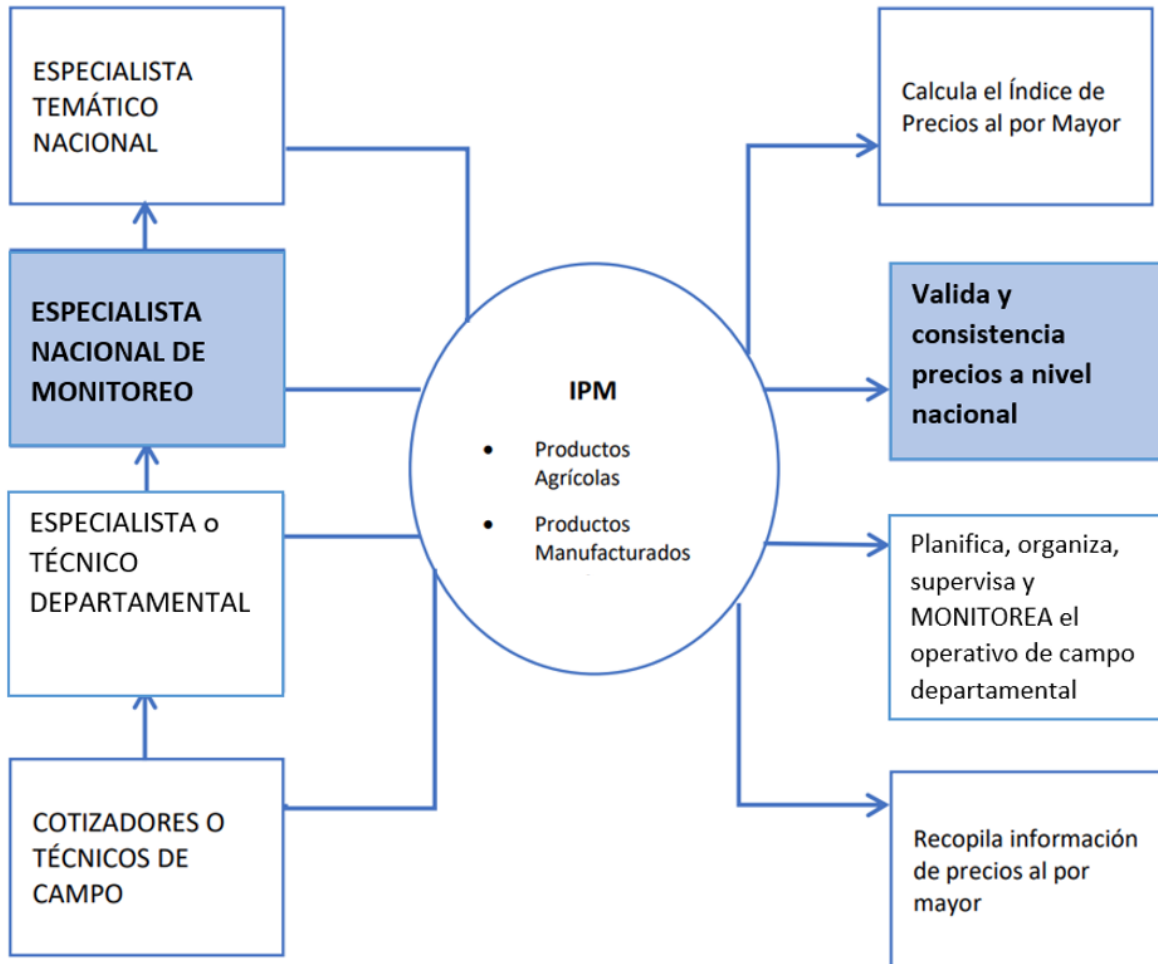 ESPECIALISTA
TEMÁTICO
NACIONAL
ESPECIALISTA
NACIONAL DE
MONITOREO
ESPECIALISTA o
TÉCNICO
DEPARTAMENTAL
COTIZADORES O
TÉCNICOS DE
CAMPO
IPM
• Productos
Agrícolas
• Productos
Manufacturados
Calcula el Índice de
Precios al por Mayor
Valida y
consistencia
precios a nivel
nacional
Planifica, organiza,
supervisa y
MONITOREA el
operativo de campo
departamental
Recopila información
de precios al por
mayor